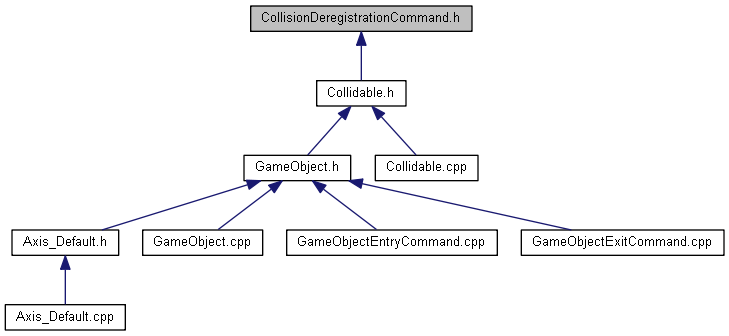 CollisionDeregistrationCommand.h
Collidable.h
GameObject.h
Collidable.cpp
Axis_Default.h
GameObject.cpp
GameObjectEntryCommand.cpp
GameObjectExitCommand.cpp
Axis_Default.cpp